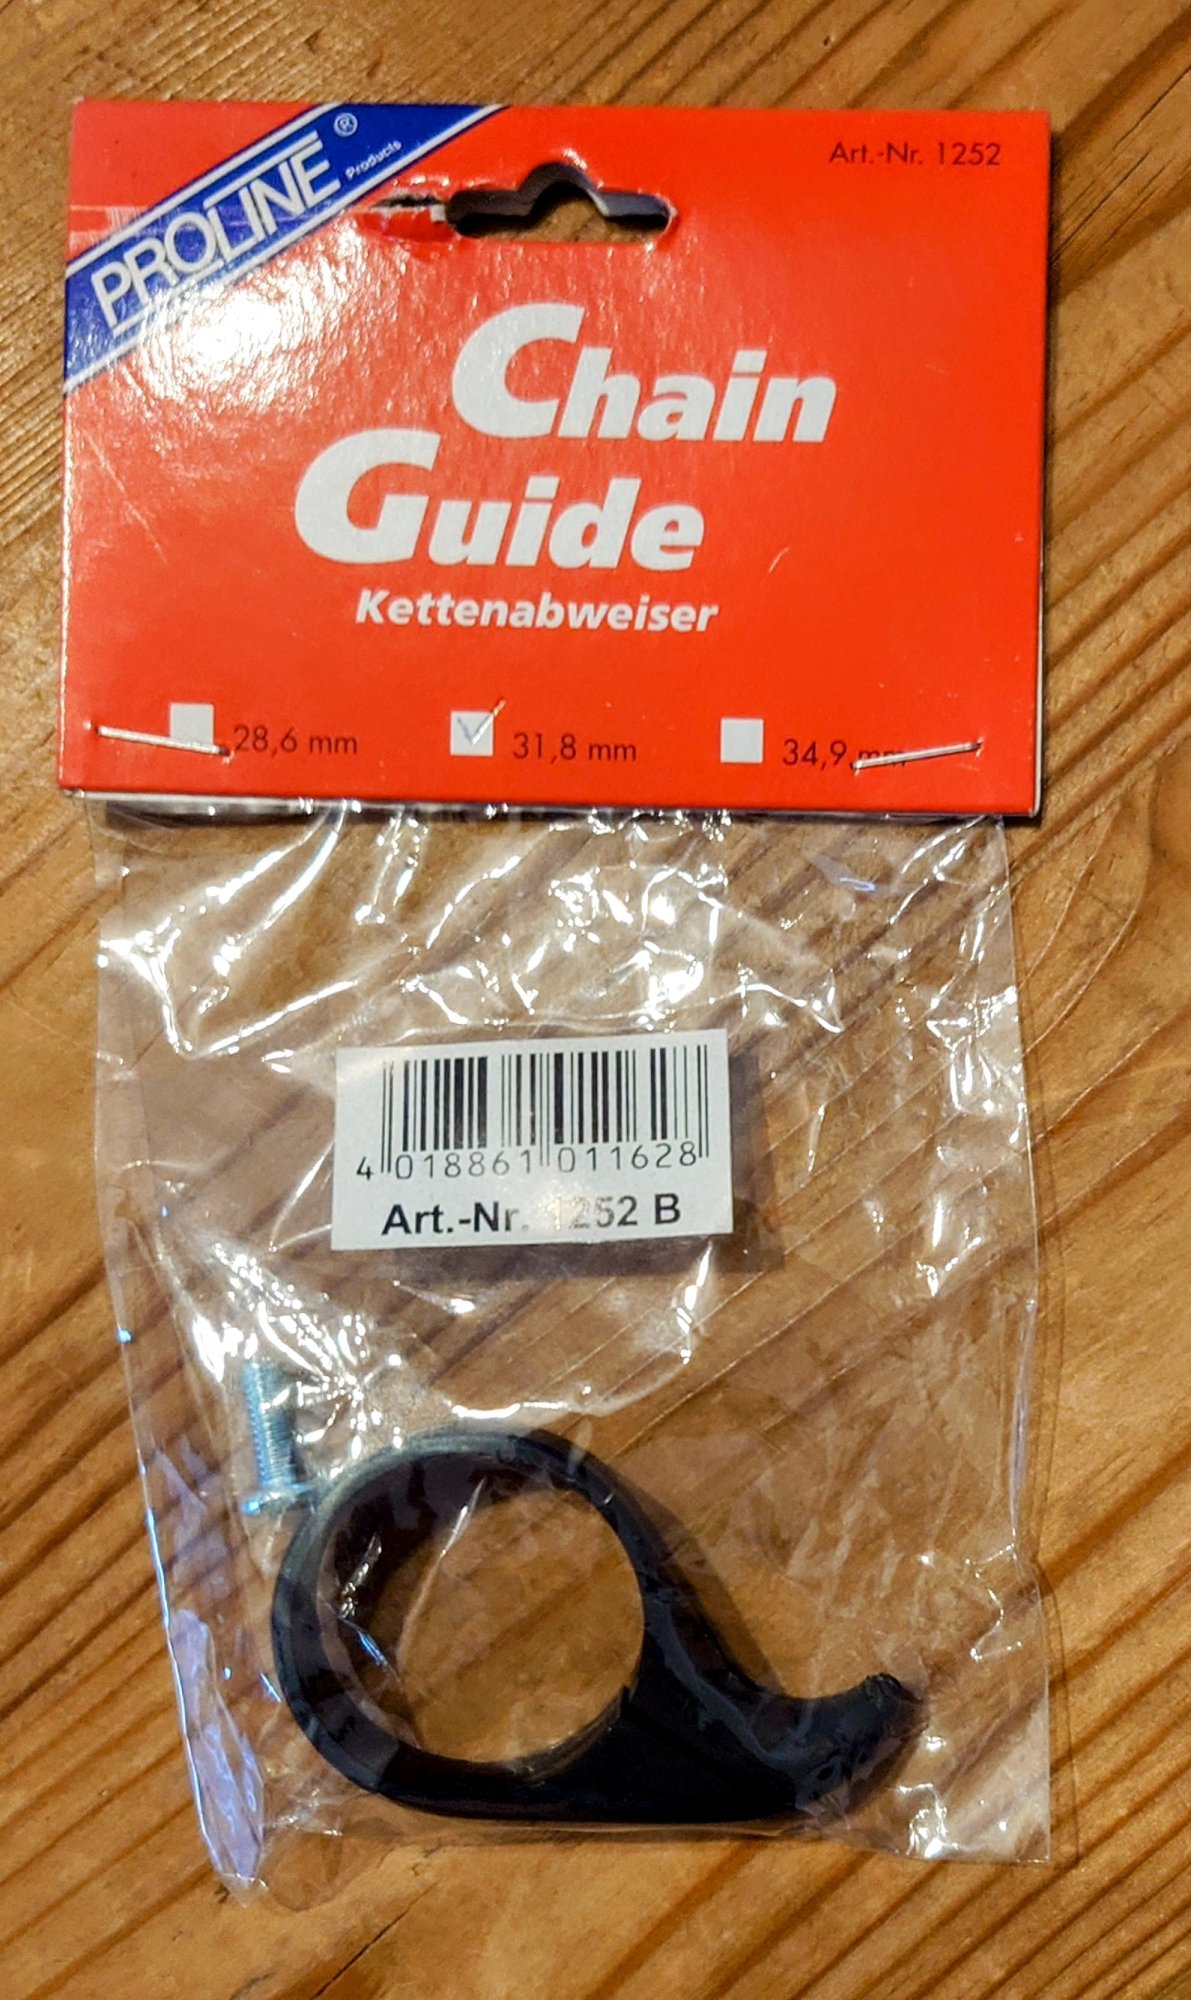 PROLINE®
Products
Art.-Nr. 1252
Chain
Guide
Kettenabweiser
28,6 mm 31,8 mm 34,9 mm
4 018861 011628
Art.-Nr. 1252 B